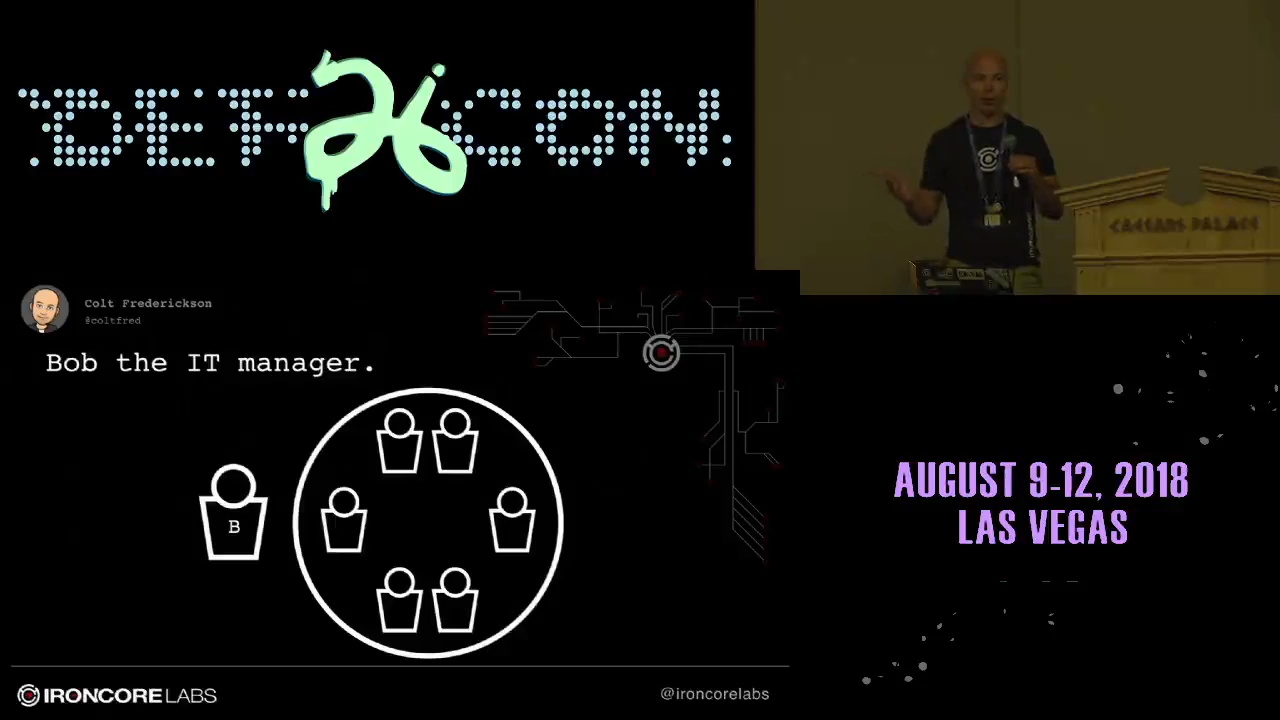 DEF 26 CON
CAESARS PALACE
Colt Frederickson
@coltfred
Bob the IT manager.
B
AUGUST 9-12, 2018
LAS VEGAS
IRONCORE LABS
@ironcorelabs